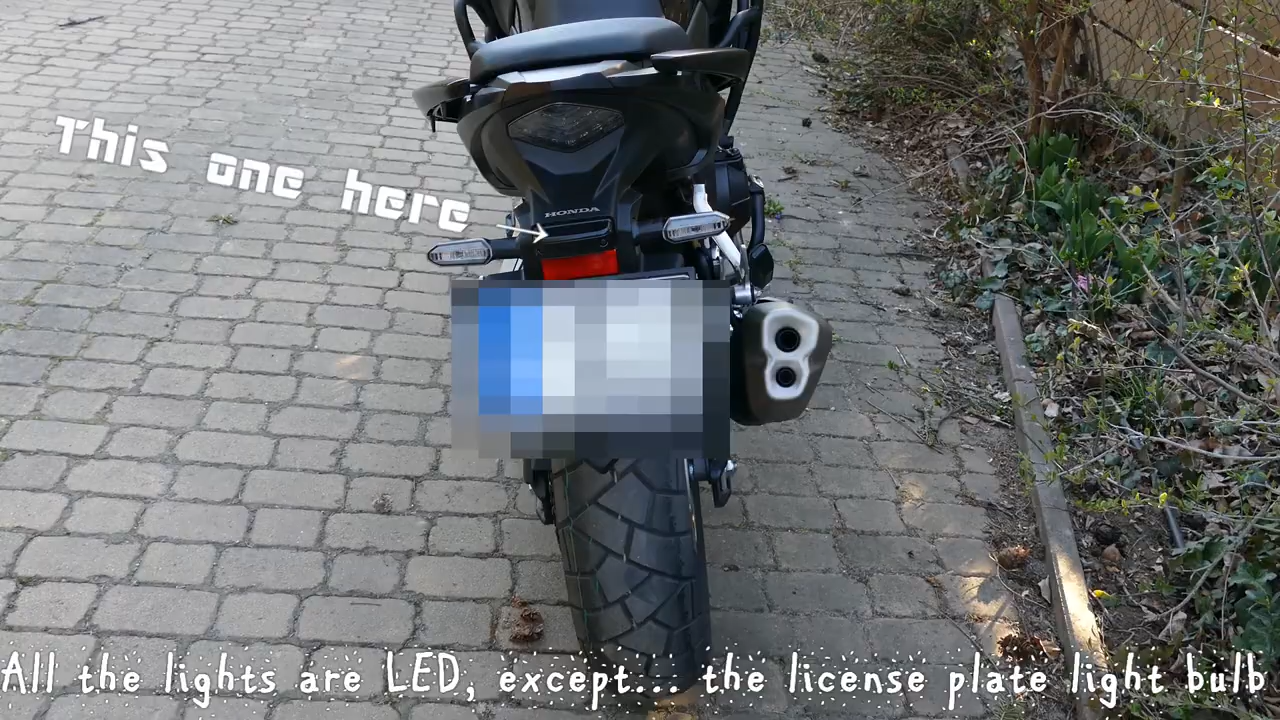 This one here
HONDA
All the lights are LED, except... the license plate light bulb